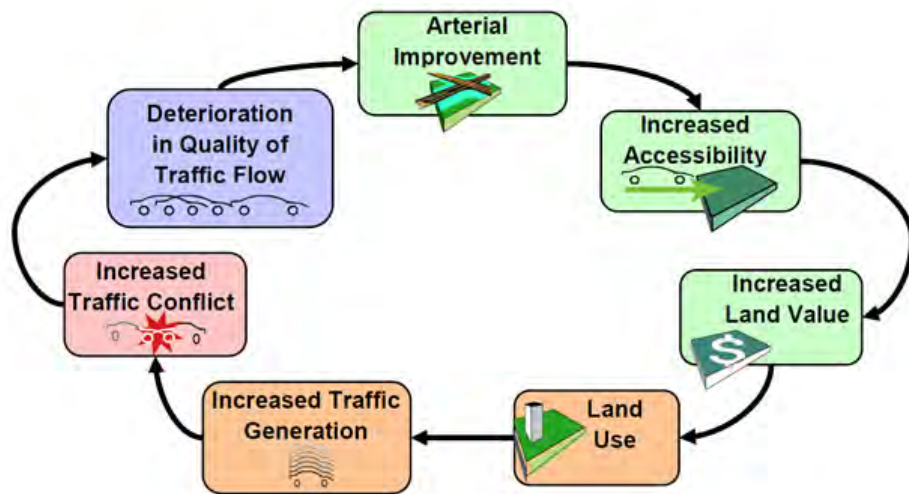 Arterial
Improvement
Increased
Accessibility
Increased
Land Value
$
Land
Use
Increased Traffic
Generation
Increased
Traffic Conflict
Deterioration
in Quality of
Traffic Flow